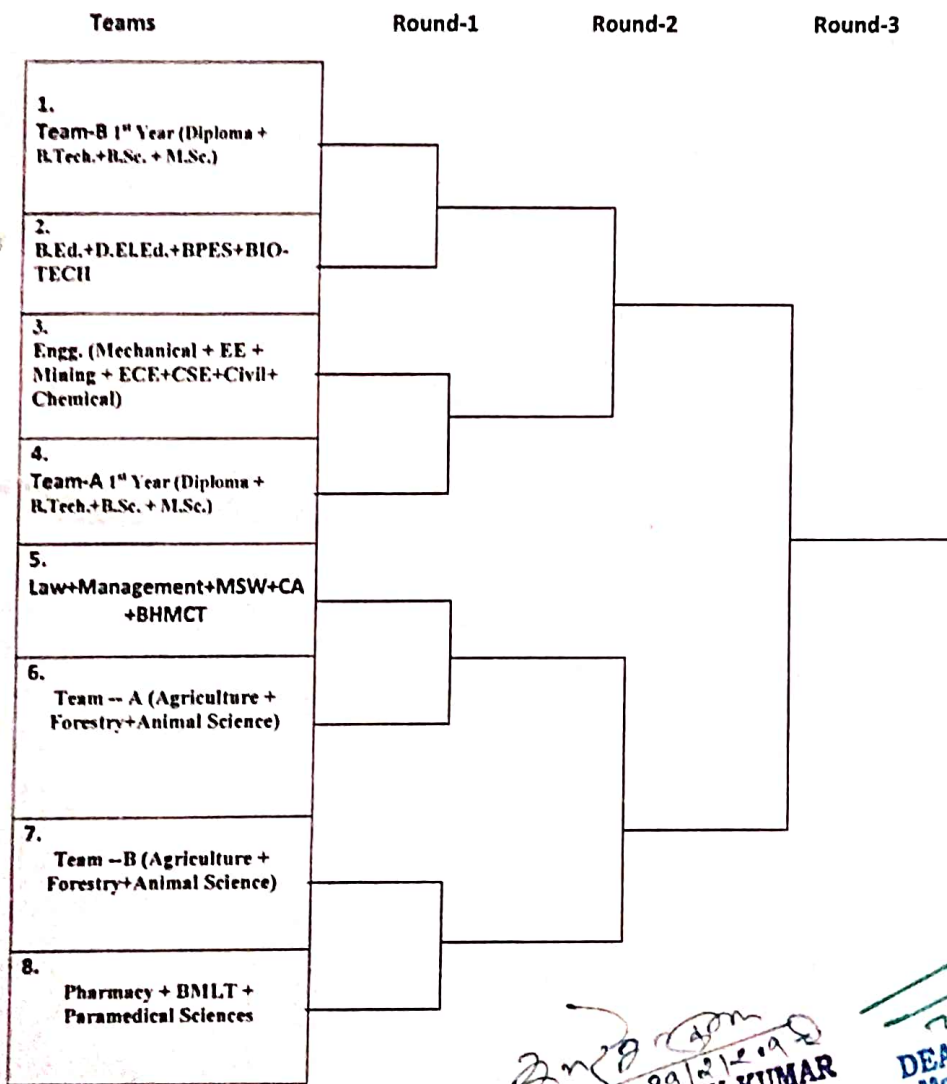 Teams Round-1 Round-2 Round-3
1.
Team-B 1st Year (Diploma +
B.Tech.+B.Sc. + M.Sc.)
2.
B.Ed.+D.ELEd.+BPES+BIO-
TECH
3.
Engg. (Mechanical + EE +
Mining + ECE+CSE+Civil+
Chemical)
4.
Team-A 1st Year (Diploma +
B.Tech.+B.Sc. + M.Sc.)
5.
Law+Management+MSW+CA
+BHMCT
6.
Team -- A (Agriculture +
Forestry+Animal Science)
7.
Team --B (Agriculture +
Forestry+Animal Science)
8.
Pharmacy + BMLT +
Paramedical Sciences
KUMAR
DEA